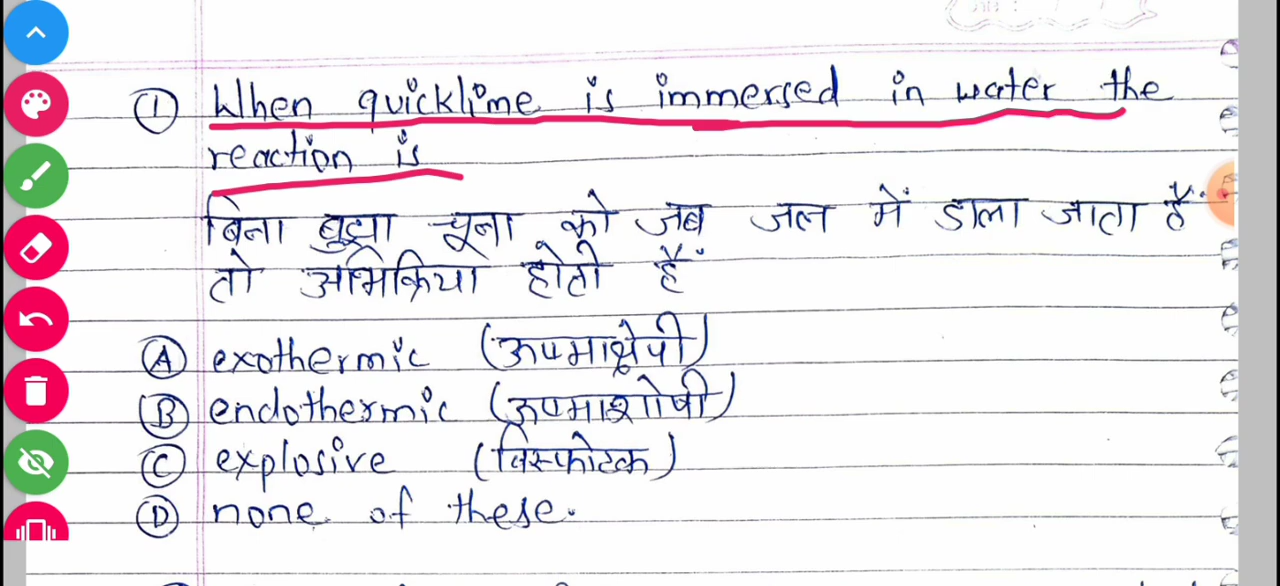 ① When quicklime is immersed in water the
reaction is
बिना बुझा चूना को जब जल में डाला जाता है
तो अभिक्रिया होती है
Ⓐ exothermic (ऊष्माक्षेपी)
Ⓑ endothermic (ऊष्माशोषी)
Ⓒ explosive (विस्फोटक)
Ⓓ none of these.